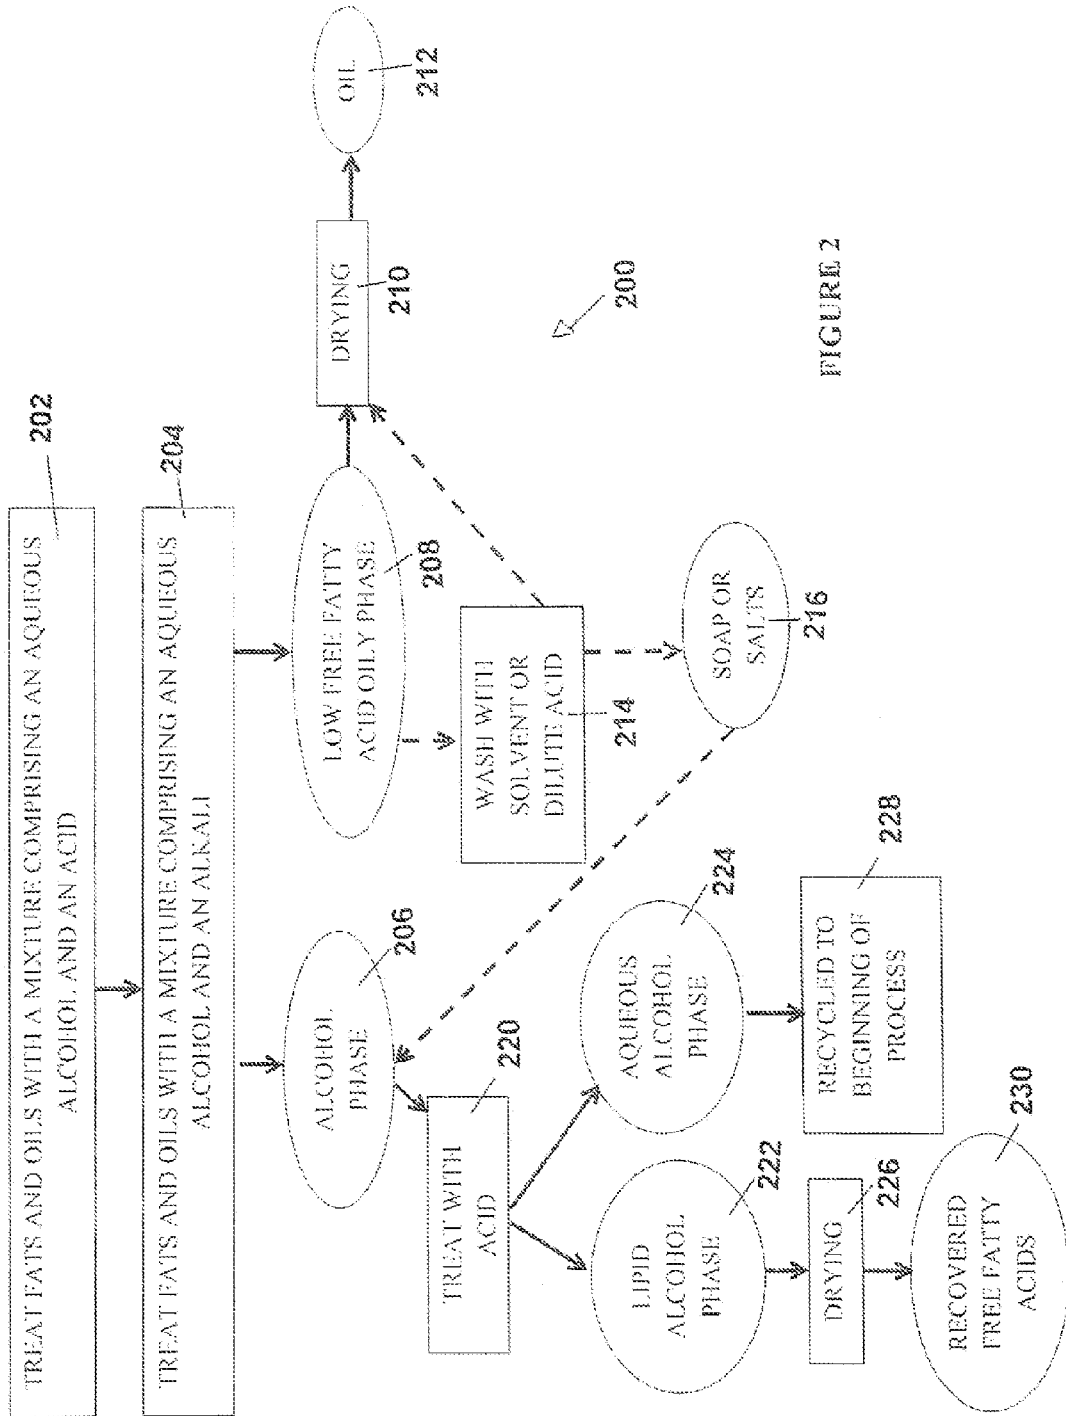 TREAT FATS AND OILS WITH A MIXTURE COMPRISING AN AQUEOUS
ALCOHOL AND AN ACID
202
TREAT FATS AND OILS WITH A MIXTURE COMPRISING AN AQUEOUS
ALCOHOL AND AN ALKALI
204
ALCOHOL
PHASE
206
LOW FREE FATTY
ACID OILY PHASE
208
DRYING
210
OIL
212
WASH WITH
SOLVENT OR
DILUTE ACID
214
SOAP OR
SALTS
216
TREAT WITH
ACID
220
LIPID
ALCOHOL
PHASE
222
AQUEOUS
ALCOHOL
PHASE
224
DRYING
226
RECYCLED TO
BEGINNING OF
PROCESS
228
RECOVERED
FREE FATTY
ACIDS
230
200
FIGURE 2